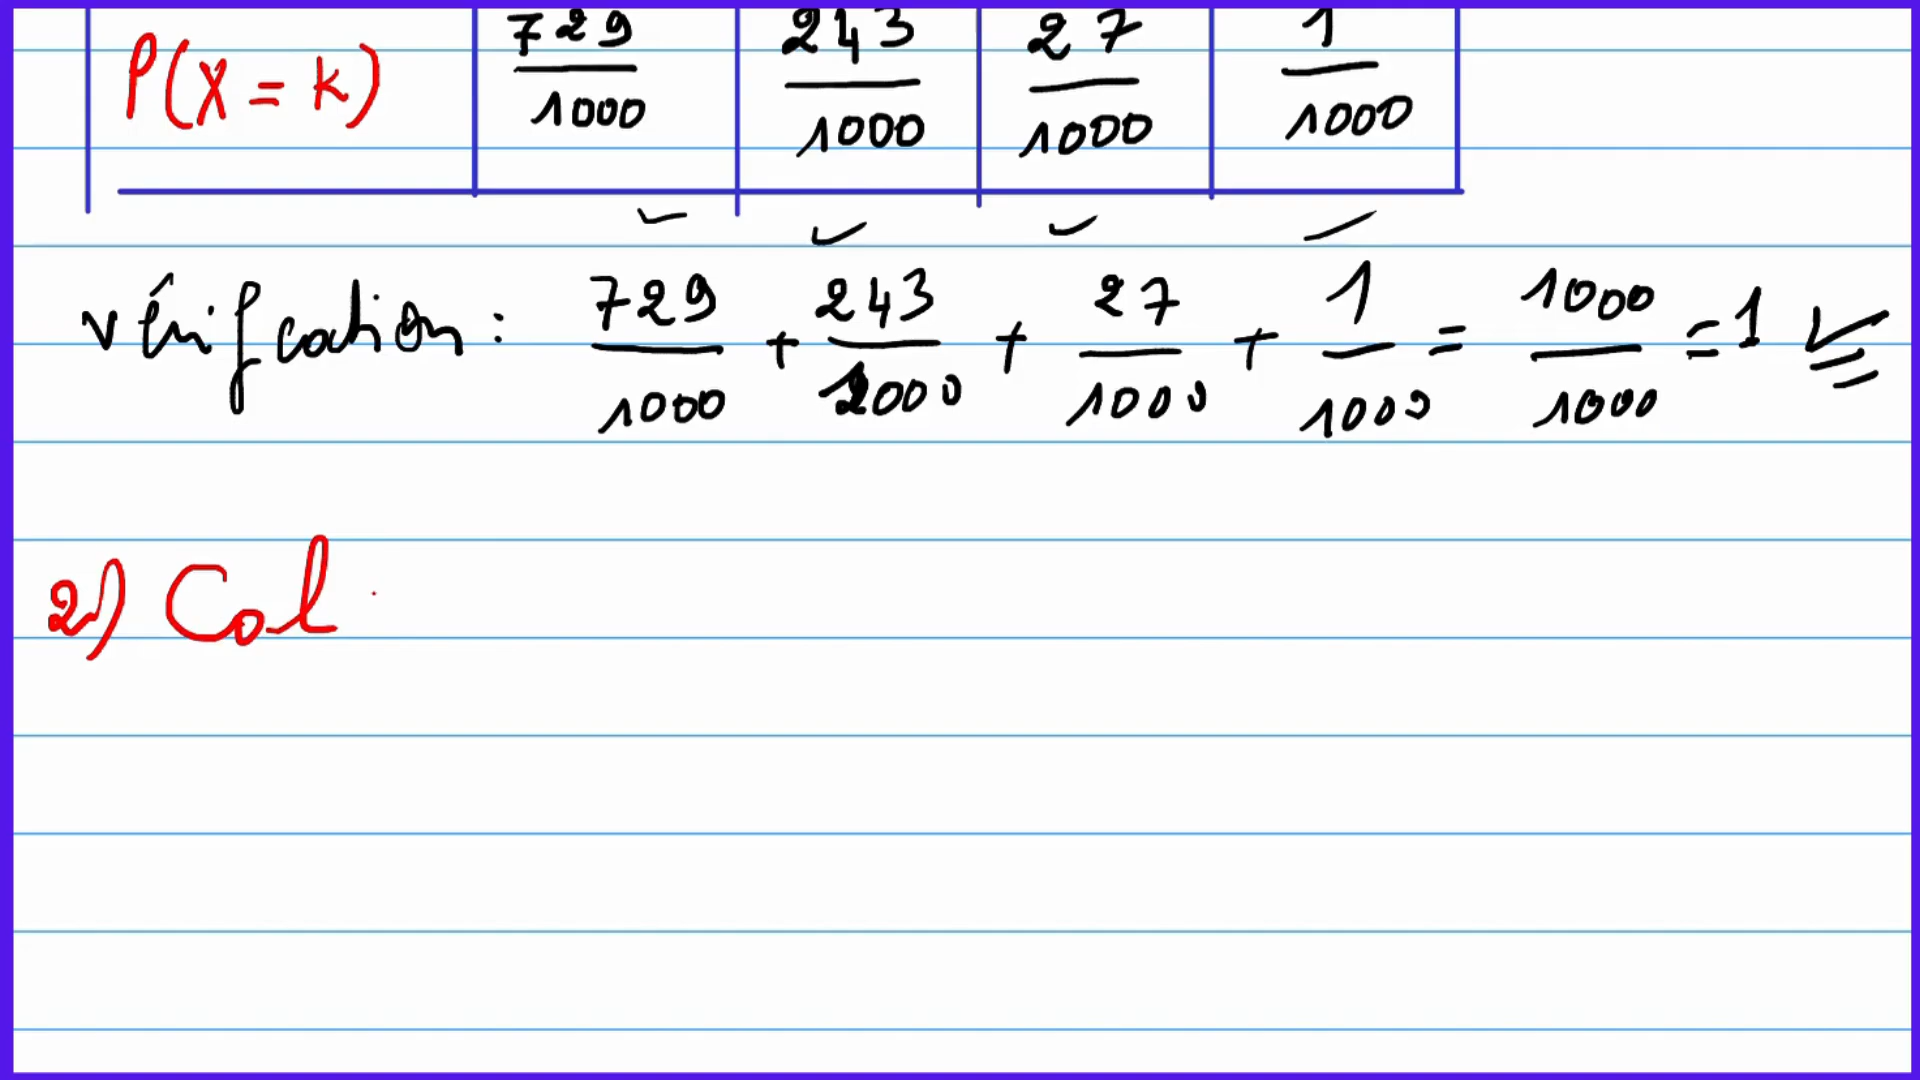 P(X = k) 729/1000 243/1000 27/1000 1/1000
vérification : 729/1000 + 243/1000 + 27/1000 + 1/1000 = 1000/1000 = 1
2) Cal